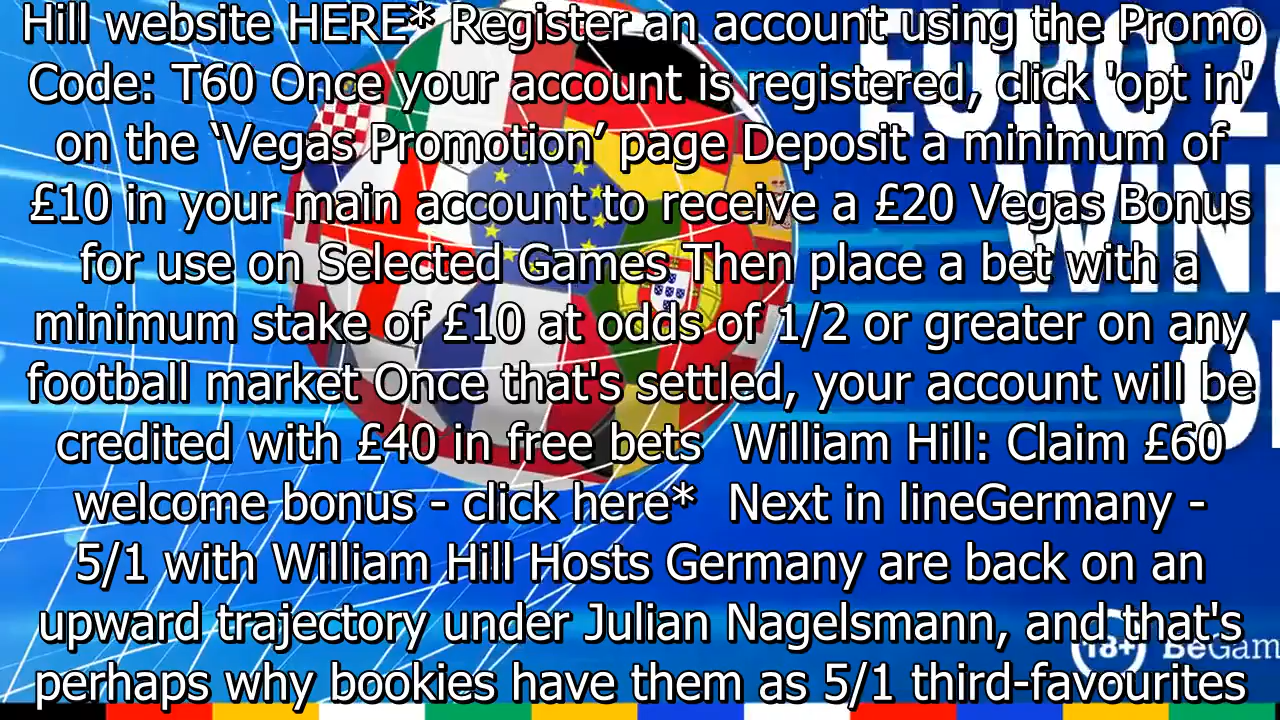 Hill website HERE* Register an account using the Promo
Code: T60 Once your account is registered, click 'opt in'
on the ‘Vegas Promotion’ page Deposit a minimum of
£10 in your main account to receive a £20 Vegas Bonus
for use on Selected Games Then place a bet with a
minimum stake of £10 at odds of 1/2 or greater on any
football market Once that's settled, your account will be
credited with £40 in free bets  William Hill: Claim £60
welcome bonus - click here*  Next in lineGermany -
5/1 with William Hill Hosts Germany are back on an
upward trajectory under Julian Nagelsmann, and that's
perhaps why bookies have them as 5/1 third-favourites
EURO 2
WIN
O
18+ BeGam